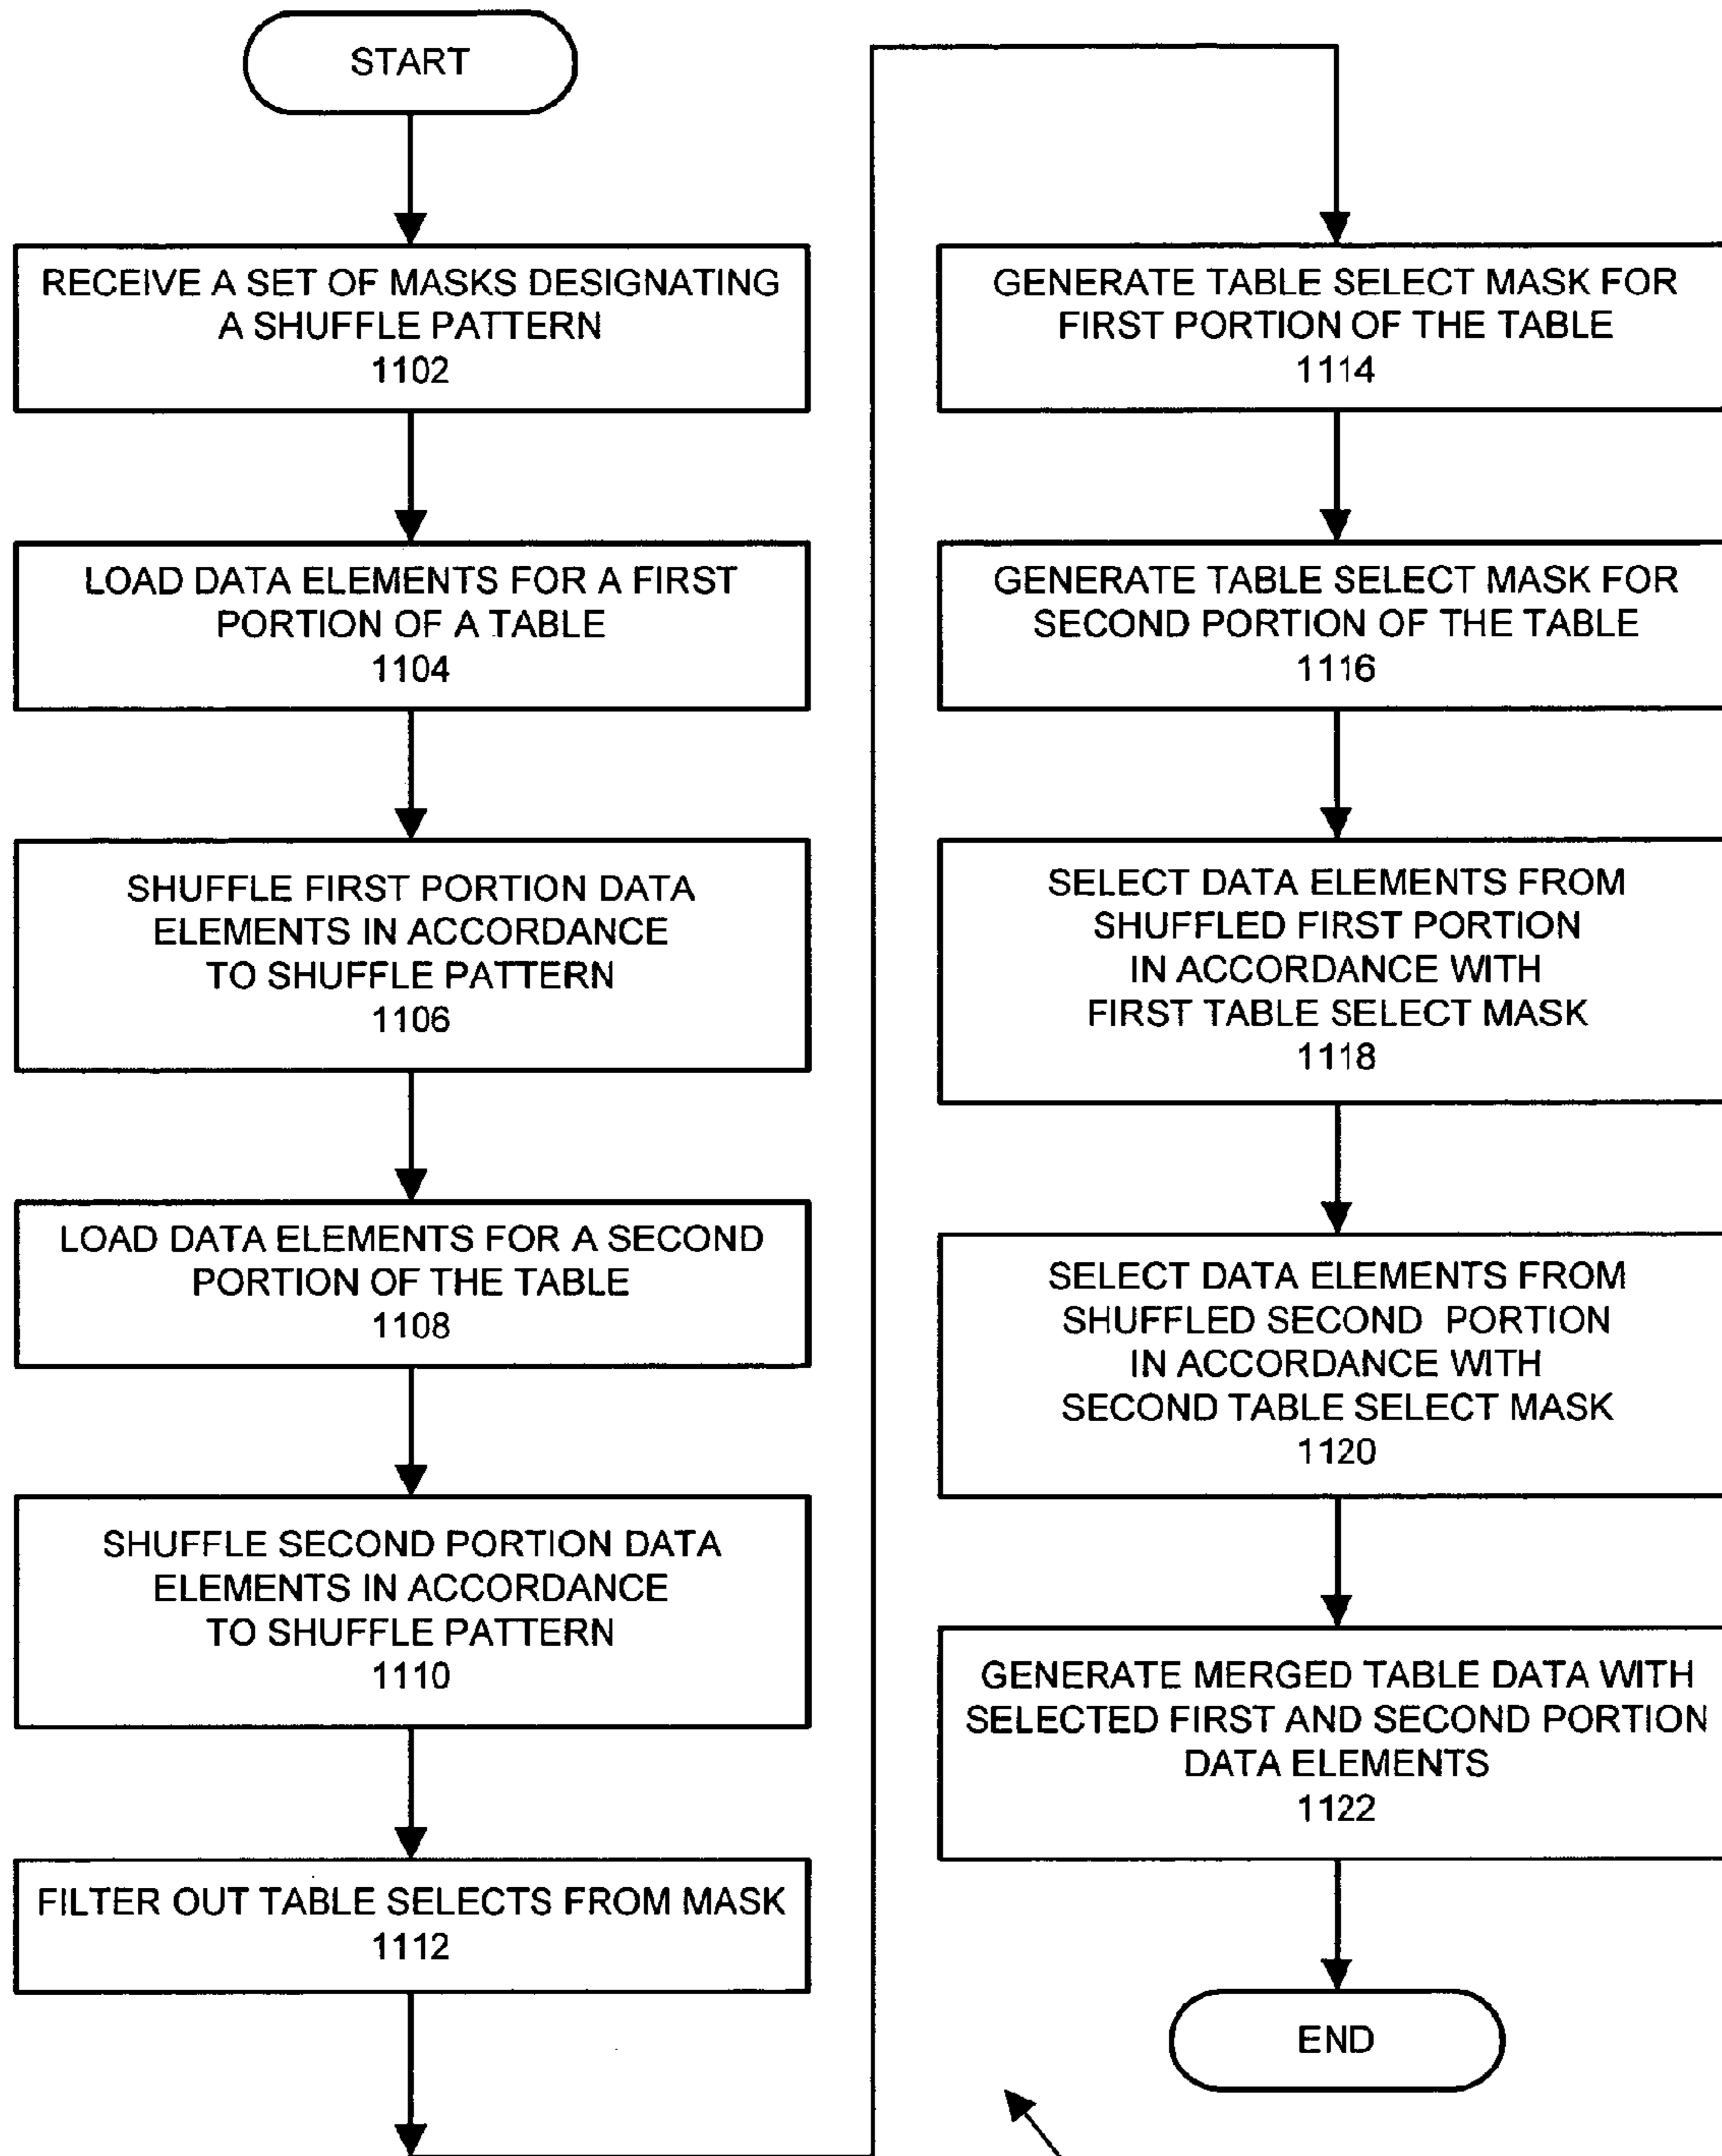 START
RECEIVE A SET OF MASKS DESIGNATING
A SHUFFLE PATTERN
1102
LOAD DATA ELEMENTS FOR A FIRST
PORTION OF A TABLE
1104
SHUFFLE FIRST PORTION DATA
ELEMENTS IN ACCORDANCE
TO SHUFFLE PATTERN
1106
LOAD DATA ELEMENTS FOR A SECOND
PORTION OF THE TABLE
1108
SHUFFLE SECOND PORTION DATA
ELEMENTS IN ACCORDANCE
TO SHUFFLE PATTERN
1110
FILTER OUT TABLE SELECTS FROM MASK
1112
GENERATE TABLE SELECT MASK FOR
FIRST PORTION OF THE TABLE
1114
GENERATE TABLE SELECT MASK FOR
SECOND PORTION OF THE TABLE
1116
SELECT DATA ELEMENTS FROM
SHUFFLED FIRST PORTION
IN ACCORDANCE WITH
FIRST TABLE SELECT MASK
1118
SELECT DATA ELEMENTS FROM
SHUFFLED SECOND PORTION
IN ACCORDANCE WITH
SECOND TABLE SELECT MASK
1120
GENERATE MERGED TABLE DATA WITH
SELECTED FIRST AND SECOND PORTION
DATA ELEMENTS
1122
END